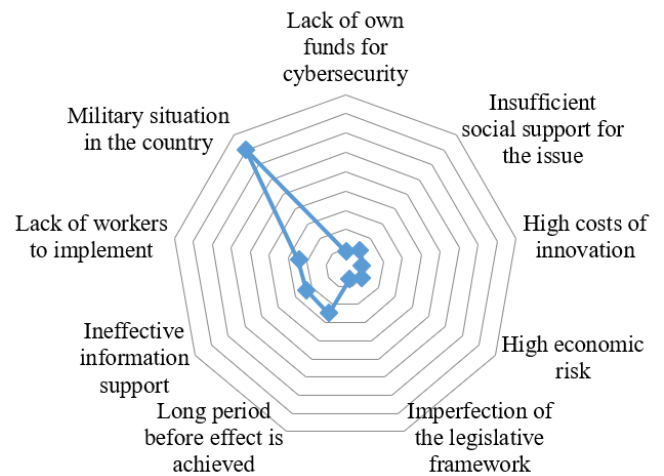 Lack of own
funds for
cybersecurity
Insufficient
social support for
the issue
High costs of
innovation
High economic
risk
Imperfection of
the legislative
framework
Long period
before effect is
achieved
Ineffective
information
support
Lack of workers
to implement
Military situation
in the country